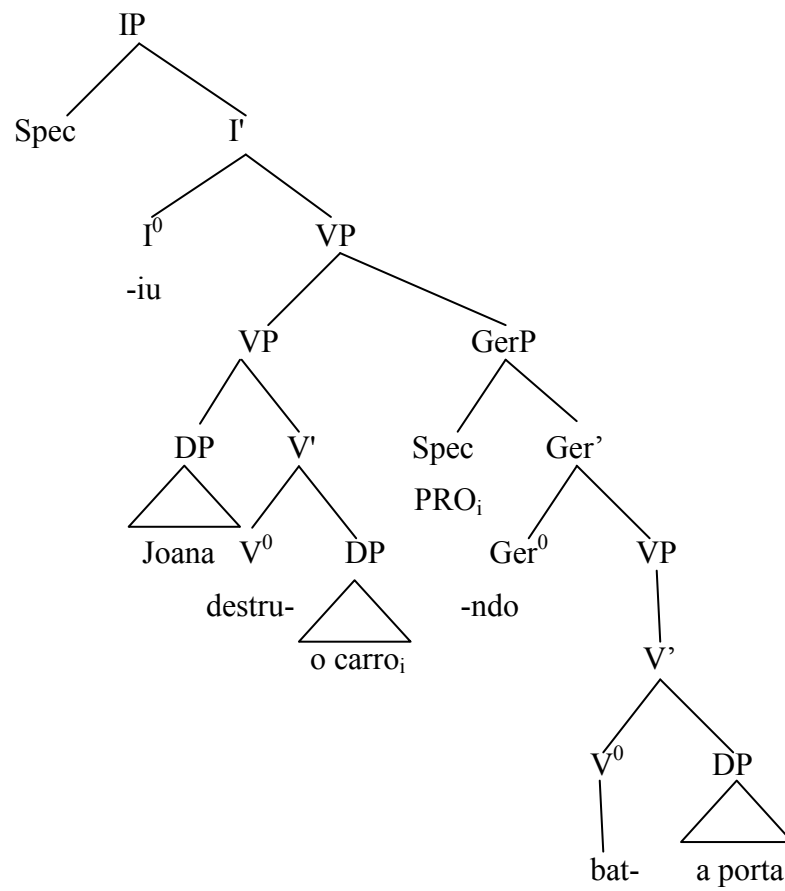 IP
Spec I'
I⁰ VP
-iu
VP GerP
DP V' Spec Ger’
PROᵢ
Joana V⁰ DP Ger⁰ VP
destru- -ndo
o carroᵢ V’
V⁰ DP
bat- a porta